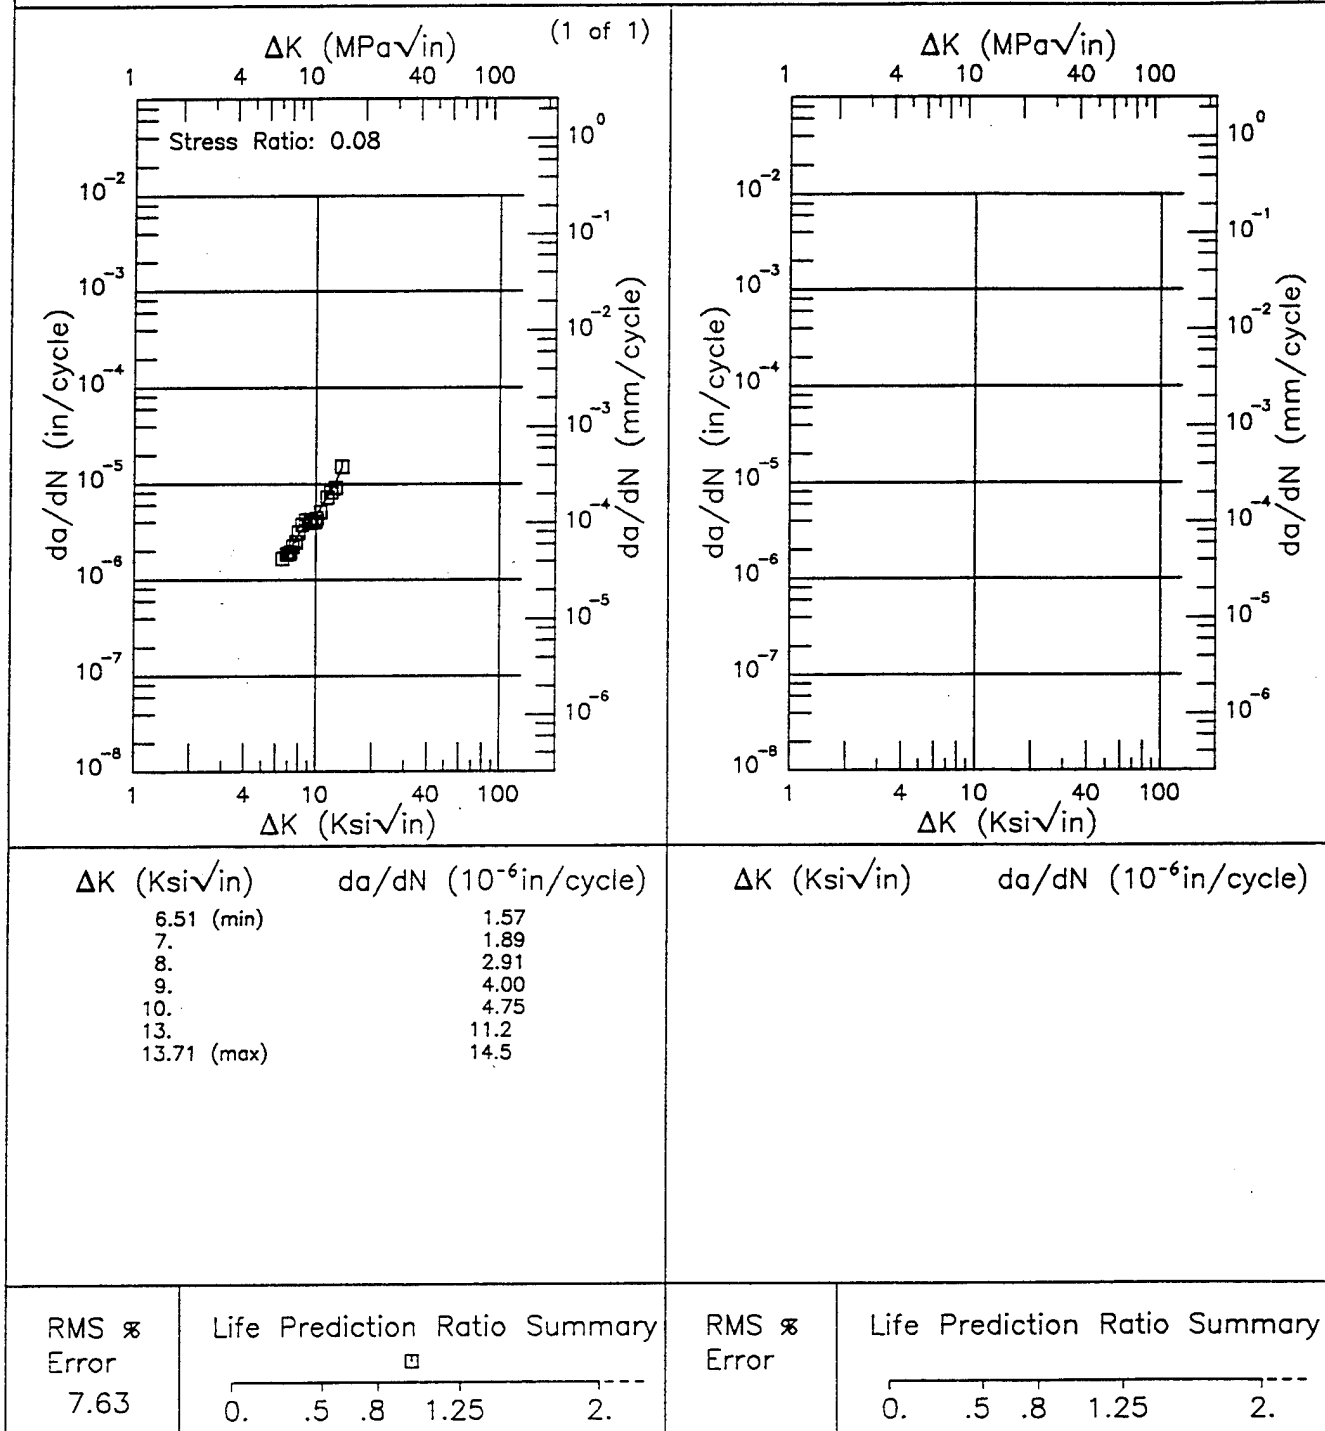 (1 of 1)
ΔK (MPa√in)
1 4 10 40 100
Stress Ratio: 0.08
da/dN (in/cycle)
10⁻²
10⁻³
10⁻⁴
10⁻⁵
10⁻⁶
10⁻⁷
10⁻⁸
da/dN (mm/cycle)
10⁰
10⁻¹
10⁻²
10⁻³
10⁻⁴
10⁻⁵
10⁻⁶
1 4 10 40 100
ΔK (Ksi√in)
ΔK (MPa√in)
1 4 10 40 100
da/dN (in/cycle)
10⁻²
10⁻³
10⁻⁴
10⁻⁵
10⁻⁶
10⁻⁷
10⁻⁸
da/dN (mm/cycle)
10⁰
10⁻¹
10⁻²
10⁻³
10⁻⁴
10⁻⁵
10⁻⁶
1 4 10 40 100
ΔK (Ksi√in)
ΔK (Ksi√in) da/dN (10⁻⁶in/cycle)
6.51 (min) 1.57
7. 1.89
8. 2.91
9. 4.00
10. 4.75
13. 11.2
13.71 (max) 14.5
ΔK (Ksi√in) da/dN (10⁻⁶in/cycle)
RMS %
Error
7.63
Life Prediction Ratio Summary
0. .5 .8 1.25 2.
RMS %
Error
Life Prediction Ratio Summary
0. .5 .8 1.25 2.